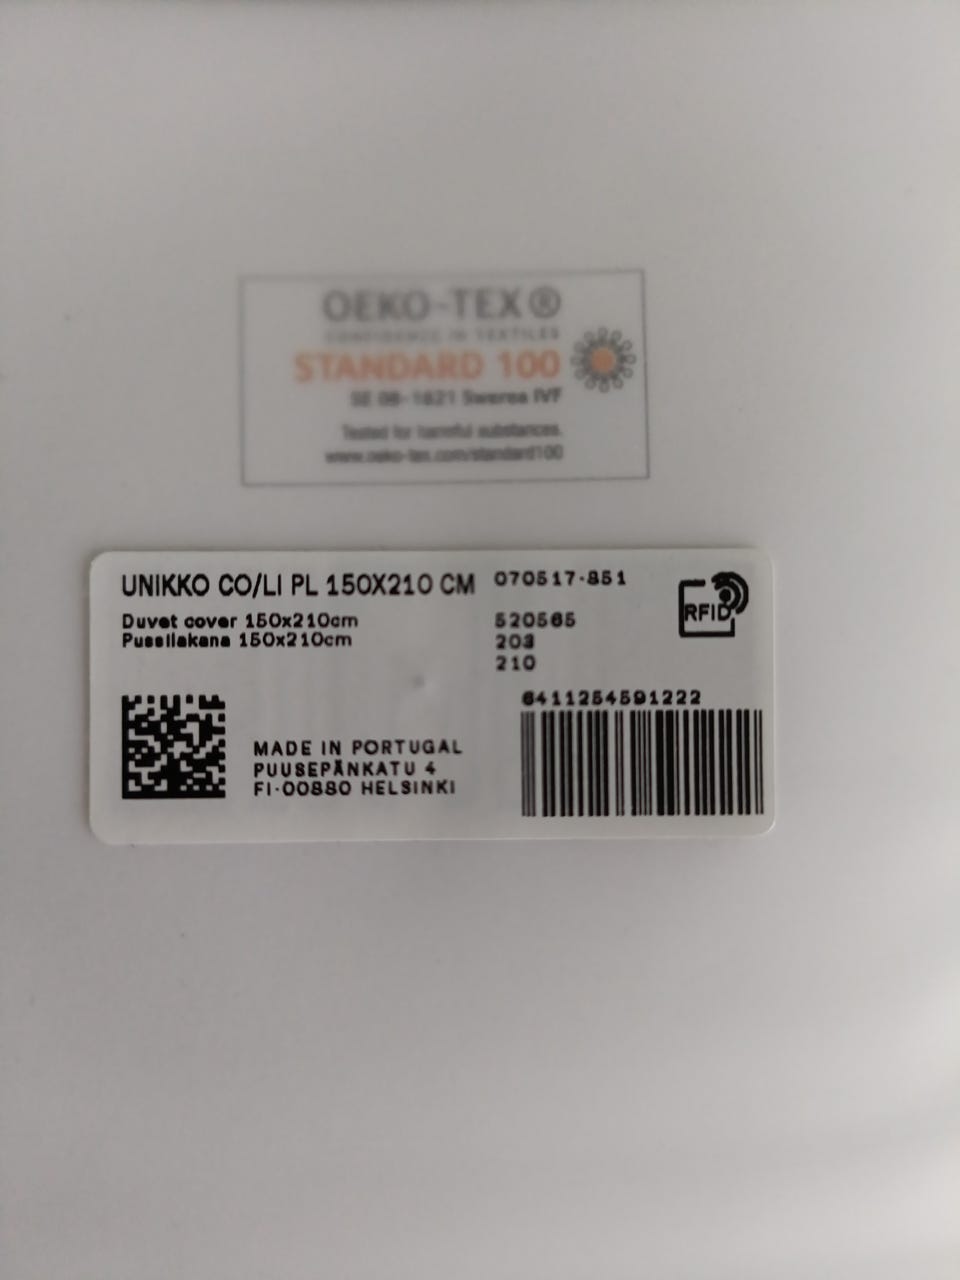 OEKO-TEX®
CONFIDENCE IN TEXTILES
STANDARD 100
SE 08-1621 Swerea IVF
Tested for harmful substances.
www.oeko-tex.com/standard100
UNIKKO CO/LI PL 150X210 CM
070517-851
Duvet cover 150x210cm
Pussilakana 150x210cm
520565
203
210
RFID
6411254591222
MADE IN PORTUGAL
PUUSEPÄNKATU 4
FI-00880 HELSINKI